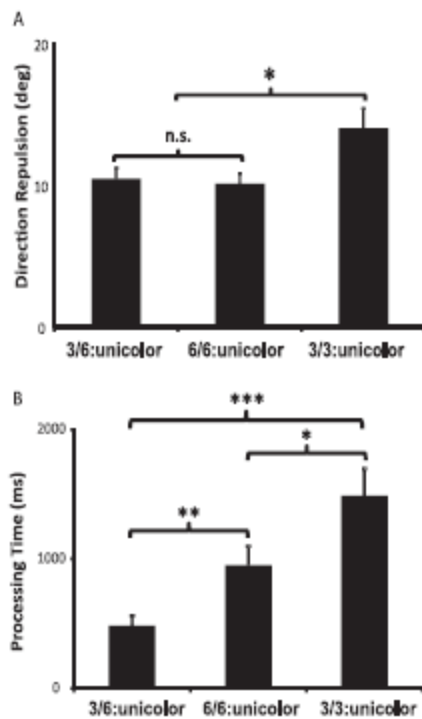 A
20
*
n.s.
10
0
Direction Repulsion (deg)
3/6:unicolor 6/6:unicolor 3/3:unicolor
B
***
2000
*
**
1000
0
Processing Time (ms)
3/6:unicolor 6/6:unicolor 3/3:unicolor